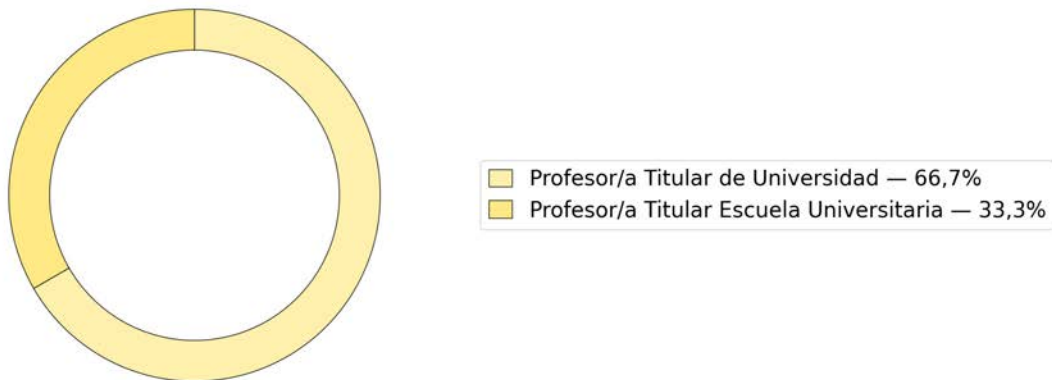 Profesor/a Titular de Universidad — 66,7%
Profesor/a Titular Escuela Universitaria — 33,3%